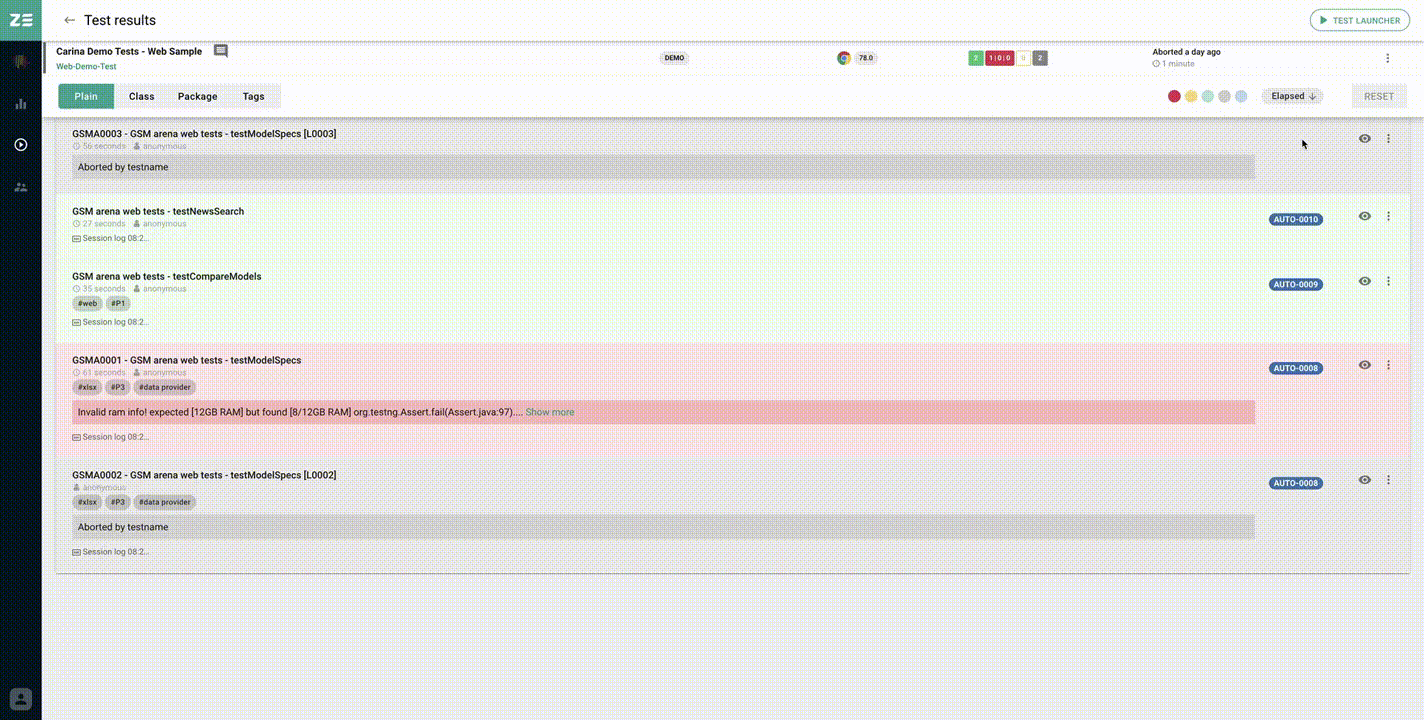 ZE
Test results
TEST LAUNCHER
Carina Demo Tests - Web Sample
Web-Demo-Test
DEMO
78.0
2
1|0|0
0
2
Aborted a day ago
1 minute
Plain
Class
Package
Tags
Elapsed
RESET
GSMA0003 - GSM arena web tests - testModelSpecs [L0003]
56 seconds anonymous
Aborted by testname
GSM arena web tests - testNewsSearch
27 seconds anonymous
Session log 08:2...
AUTO-0010
GSM arena web tests - testCompareModels
35 seconds anonymous
#web #P1
Session log 08:2...
AUTO-0009
GSMA0001 - GSM arena web tests - testModelSpecs
61 seconds anonymous
#xlsx #P3 #data provider
Invalid ram info! expected [12GB RAM] but found [8/12GB RAM] org.testng.Assert.fail(Assert.java:97).... Show more
Session log 08:2...
AUTO-0008
GSMA0002 - GSM arena web tests - testModelSpecs [L0002]
anonymous
#xlsx #P3 #data provider
Aborted by testname
Session log 08:2...
AUTO-0008